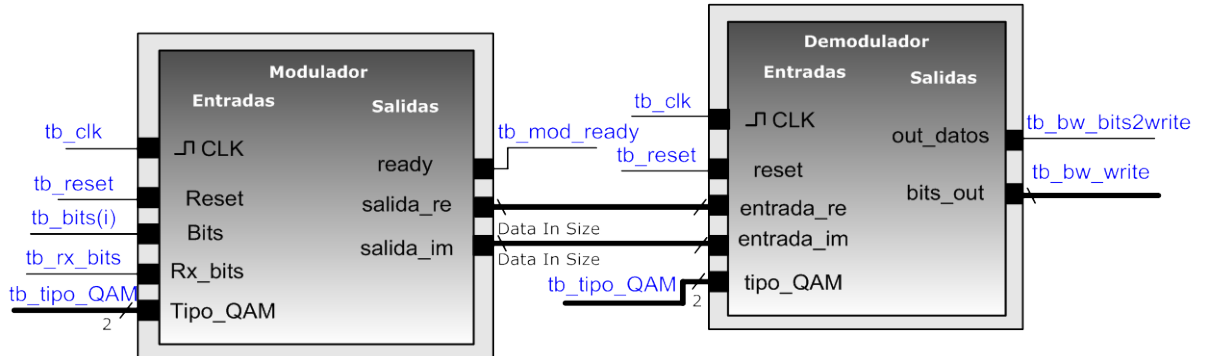 Modulador
Entradas
Salidas
tb_clk
CLK
tb_reset
Reset
tb_bits(i)
Bits
tb_rx_bits
Rx_bits
tb_tipo_QAM
2
Tipo_QAM
ready
tb_mod_ready
salida_re
Data In Size
salida_im
Data In Size
Demodulador
Entradas
Salidas
tb_clk
CLK
tb_reset
reset
entrada_re
entrada_im
tb_tipo_QAM
2
tipo_QAM
out_datos
tb_bw_bits2write
bits_out
tb_bw_write